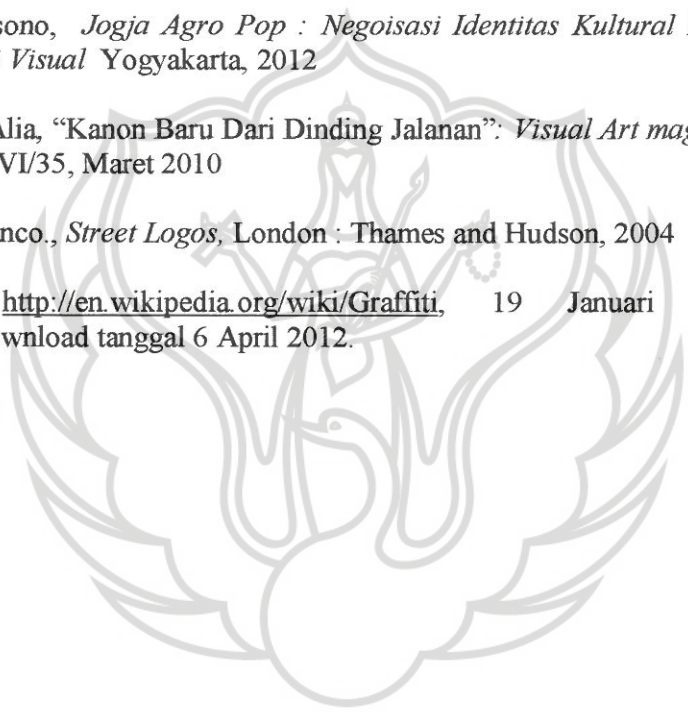 sono, Jogja Agro Pop : Negoisasi Identitas Kultural
Visual Yogyakarta, 2012
Alia, “Kanon Baru Dari Dinding Jalanan”: Visual Art mag
VI/35, Maret 2010
nco., Street Logos, London : Thames and Hudson, 2004
http://en.wikipedia.org/wiki/Graffiti, 19 Januari
wnload tanggal 6 April 2012.